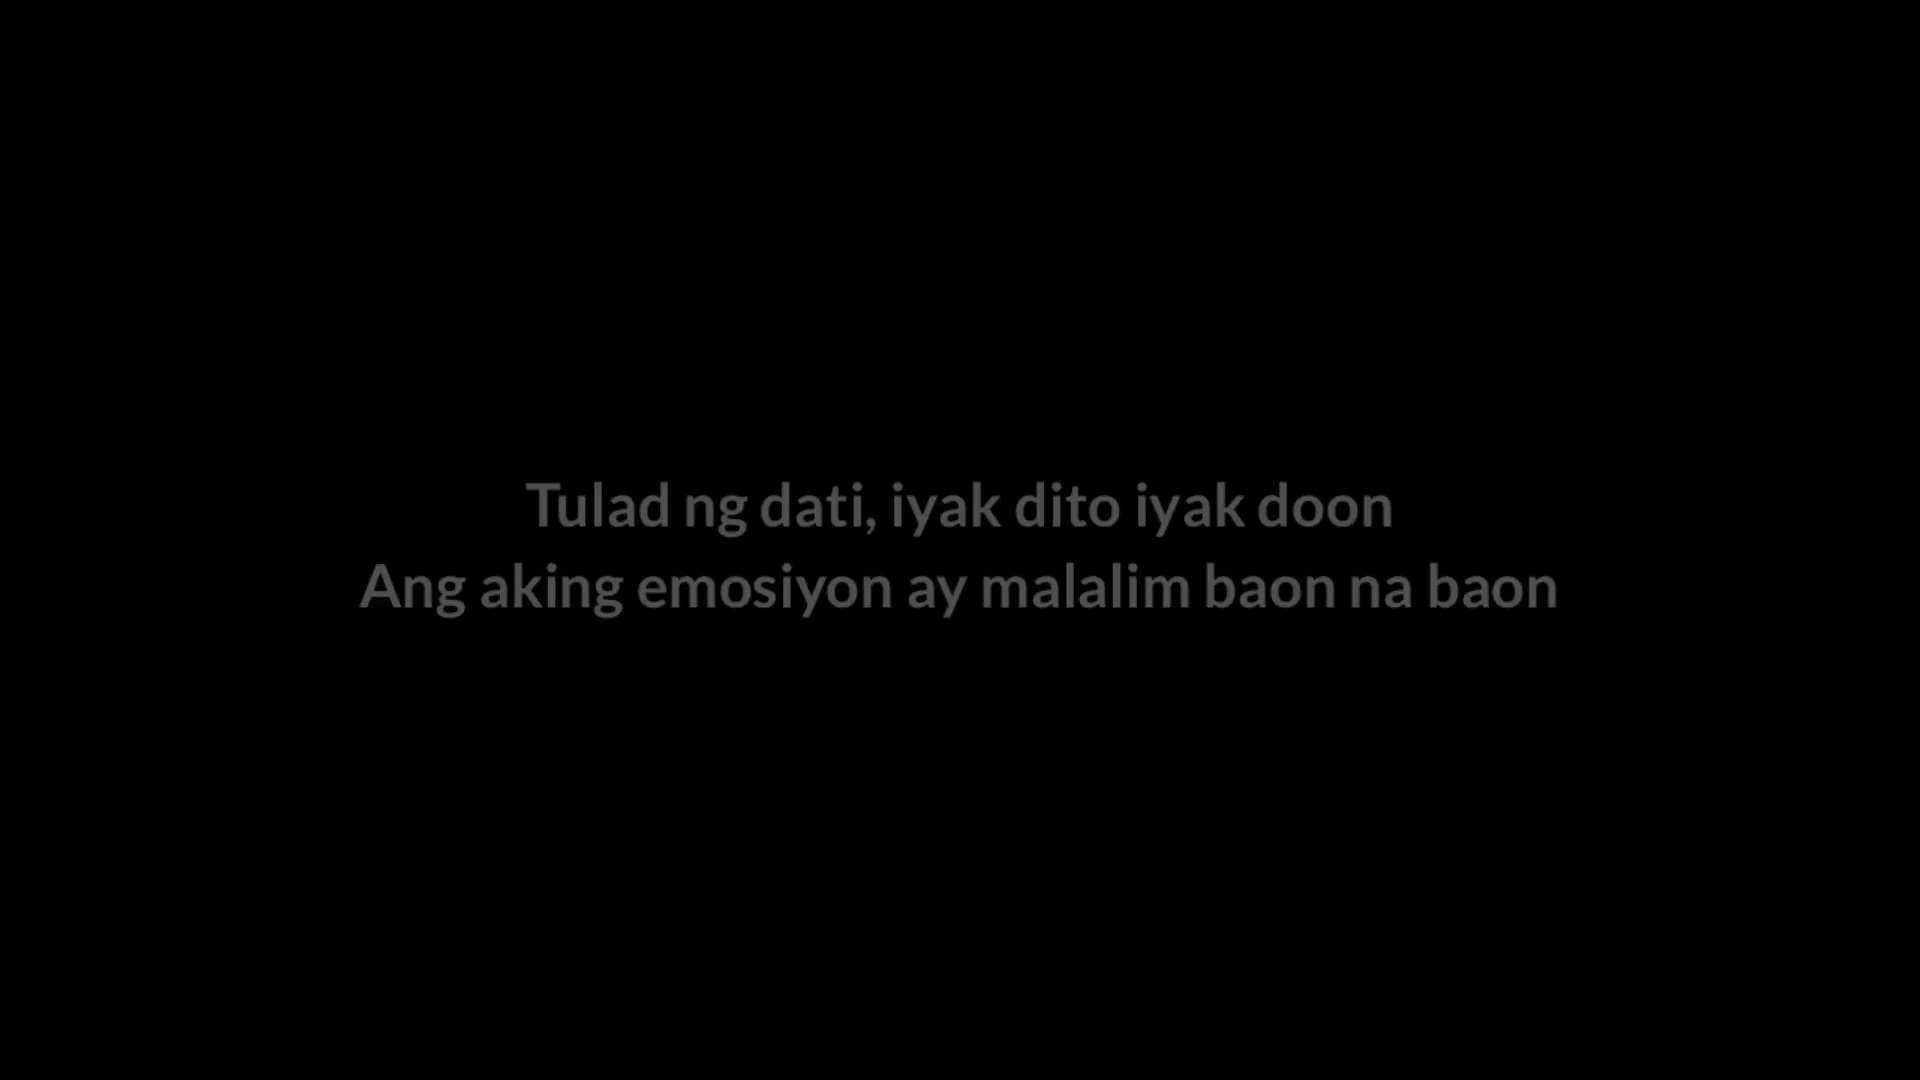 Tulad ng dati, iyak dito iyak doon
Ang aking emosiyon ay malalim baon na baon